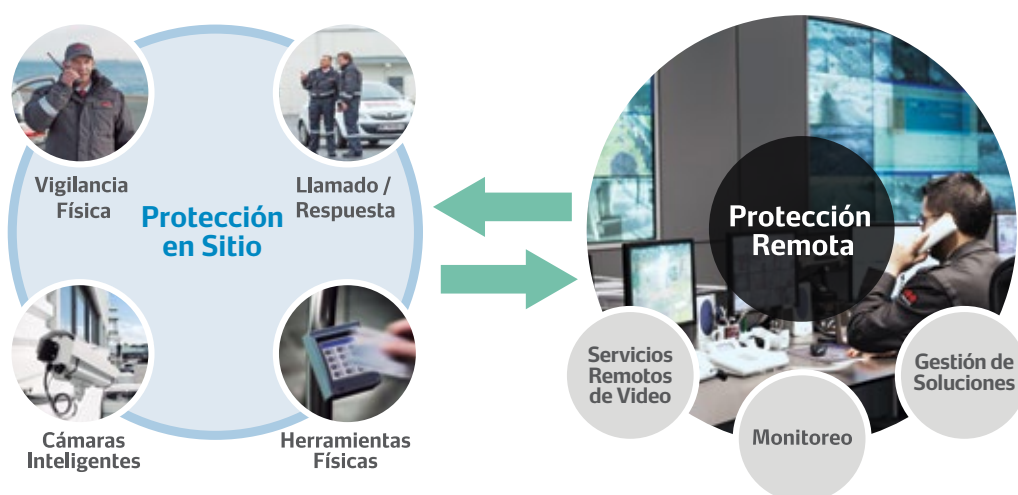 Vigilancia
Física
Llamado /
Respuesta
Protección
en Sitio
Cámaras
Inteligentes
Herramientas
Físicas
Protección
Remota
Servicios
Remotos
de Video
Monitoreo
Gestión de
Soluciones